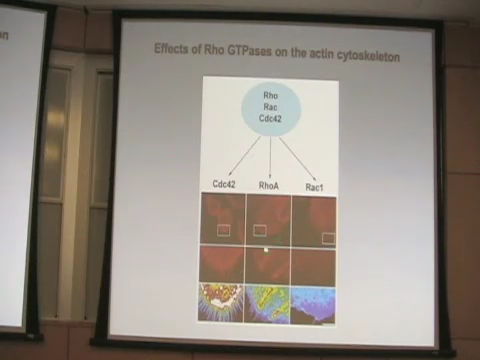 n
Effects of Rho GTPases on the actin cytoskeleton
Rho
Rac
Cdc42
Cdc42
RhoA
Rac1